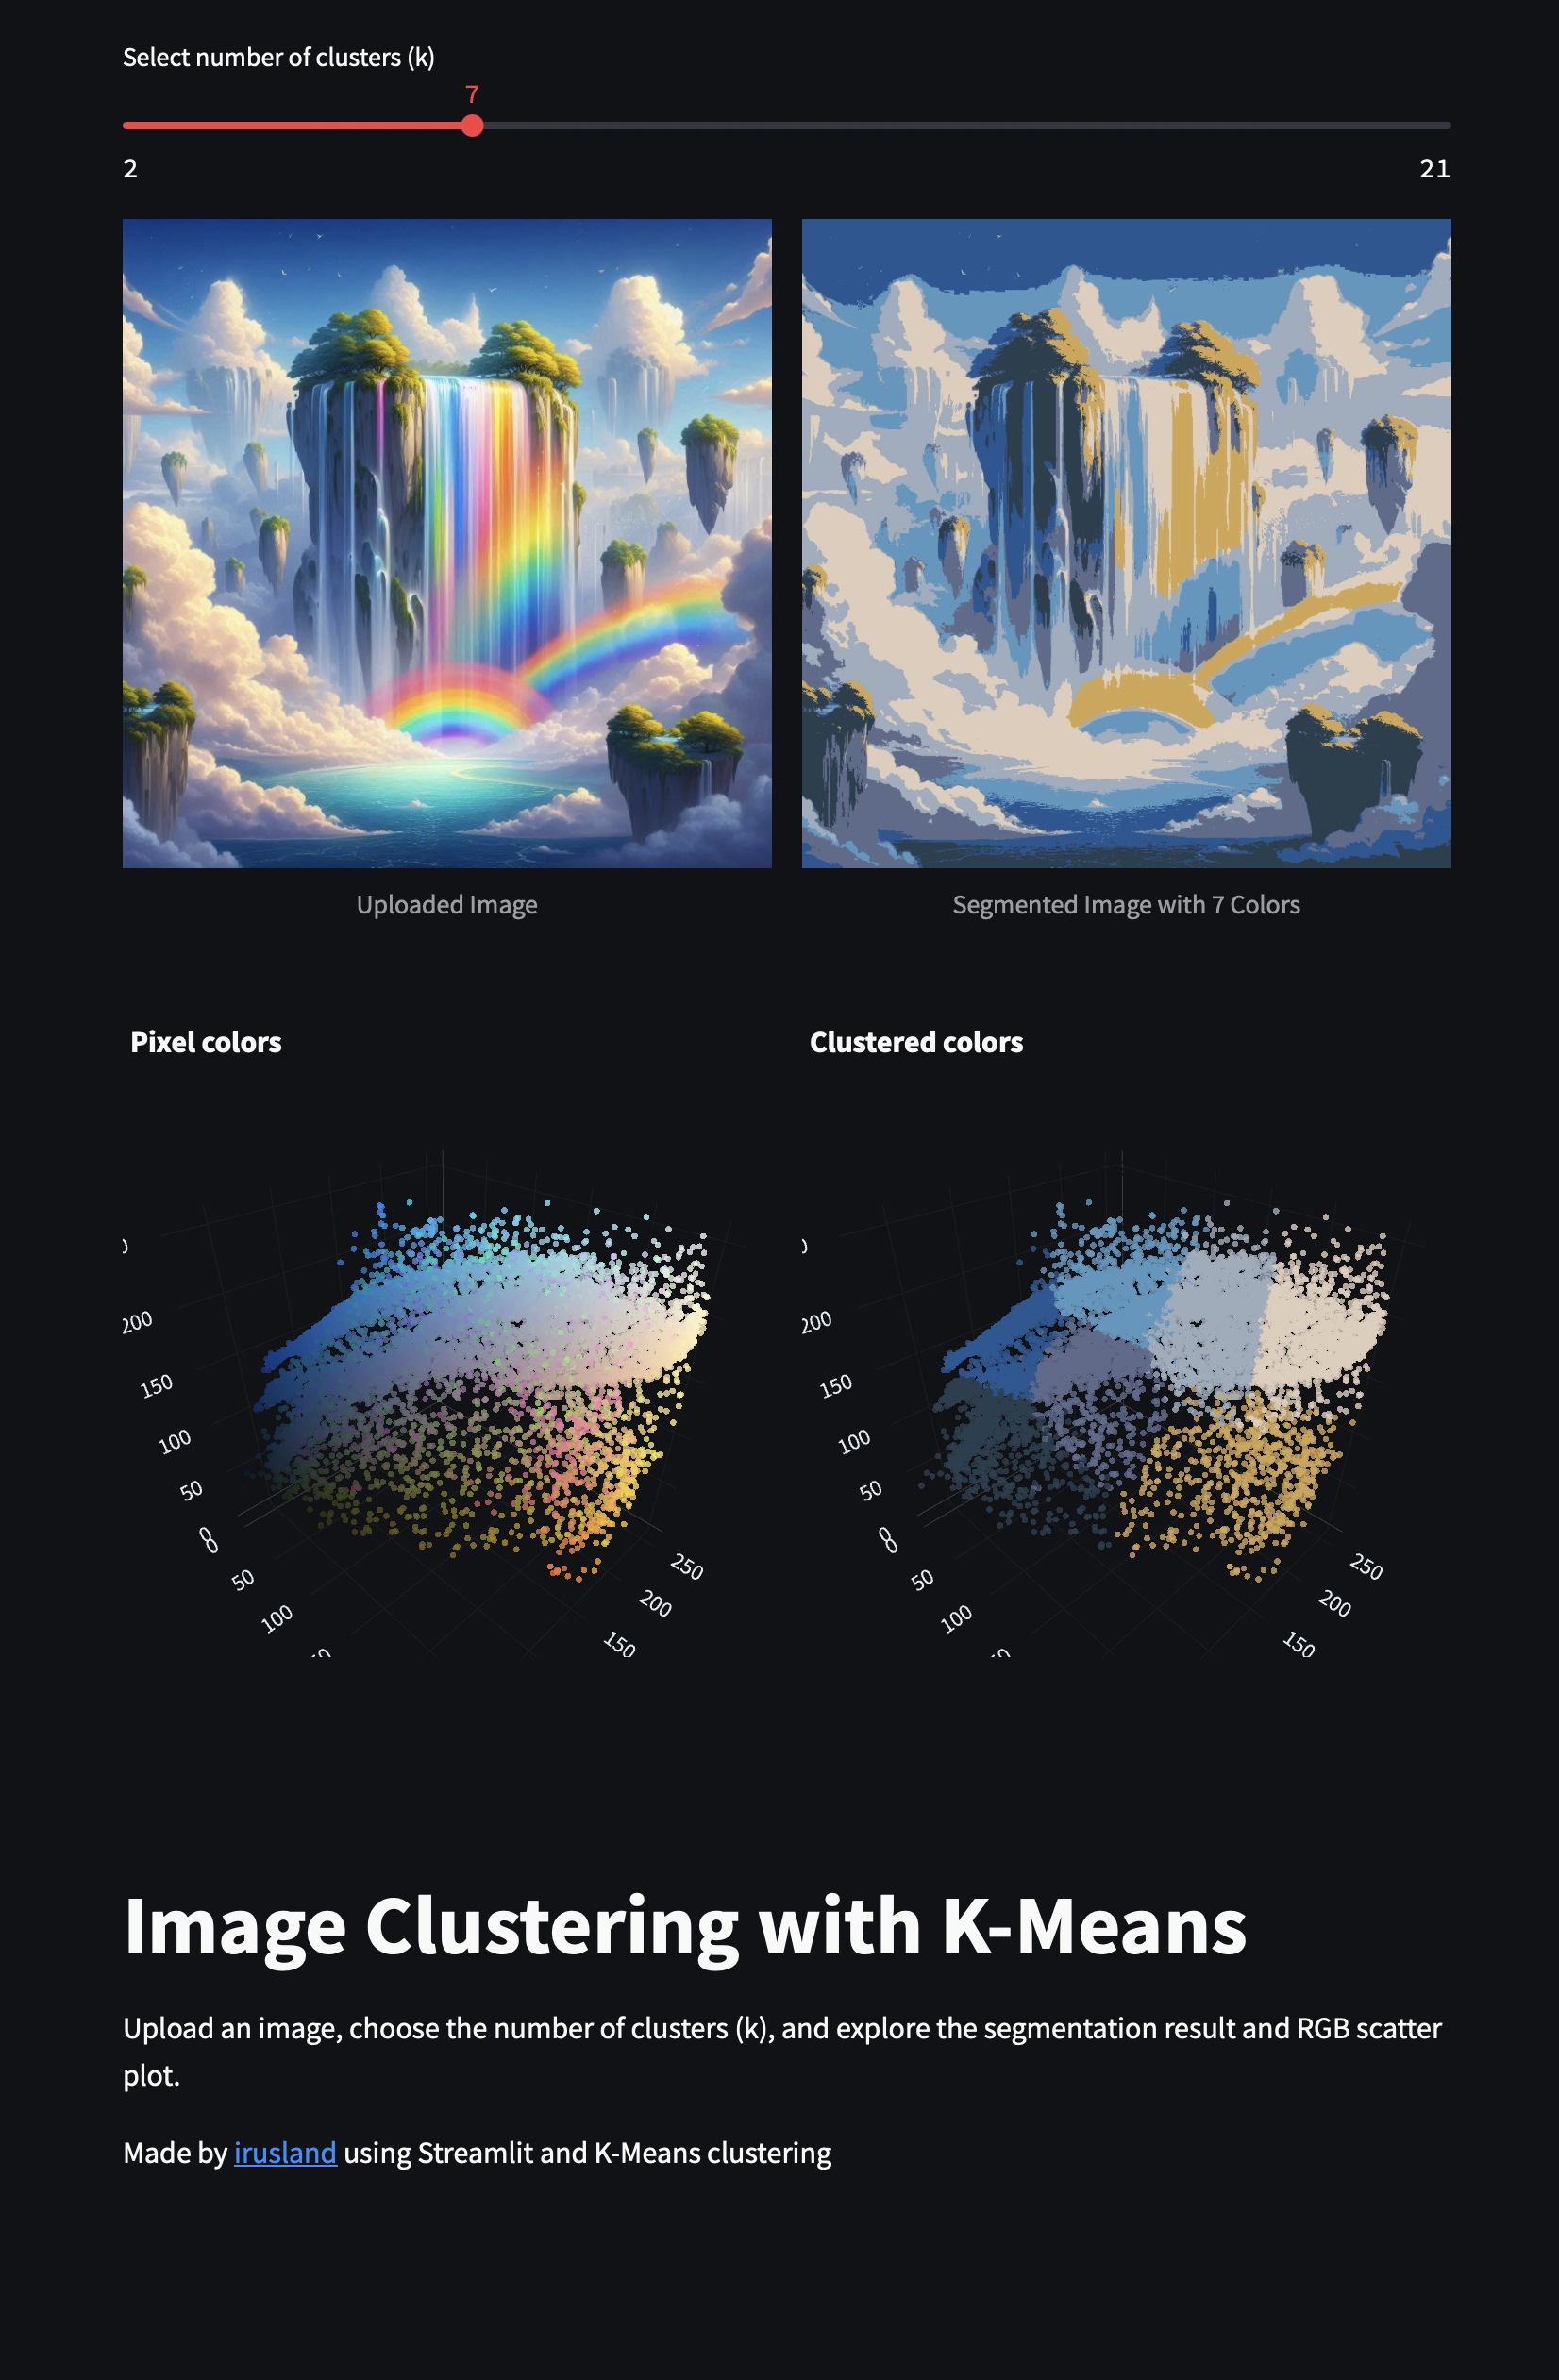 Select number of clusters (k)
7
2
21
Uploaded Image
Segmented Image with 7 Colors
Pixel colors
Clustered colors
200
150
100
50
0
0
50
100
150
200
250
200
150
100
50
0
0
50
100
150
200
250
Image Clustering with K-Means
Upload an image, choose the number of clusters (k), and explore the segmentation result and RGB scatter
plot.
Made by irusland using Streamlit and K-Means clustering